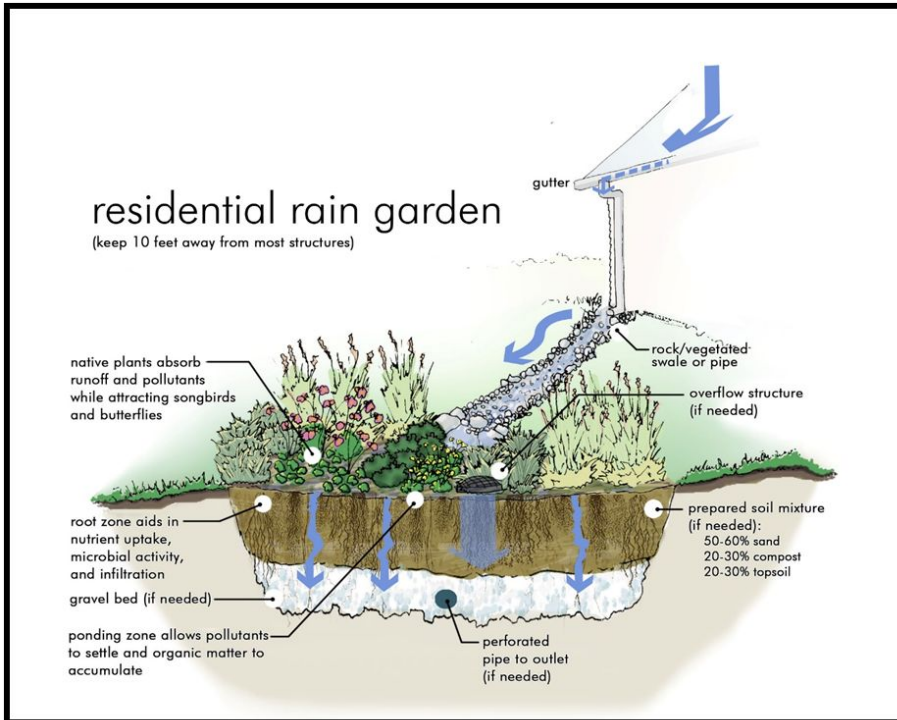 gutter
residential rain garden
(keep 10 feet away from most structures)
rock/vegetated
swale or pipe
native plants absorb
runoff and pollutants
while attracting songbirds
and butterflies
overflow structure
(if needed)
root zone aids in
nutrient uptake,
microbial activity,
and infiltration
prepared soil mixture
(if needed):
50-60% sand
20-30% compost
20-30% topsoil
gravel bed (if needed)
ponding zone allows pollutants
to settle and organic matter to
accumulate
perforated
pipe to outlet
(if needed)